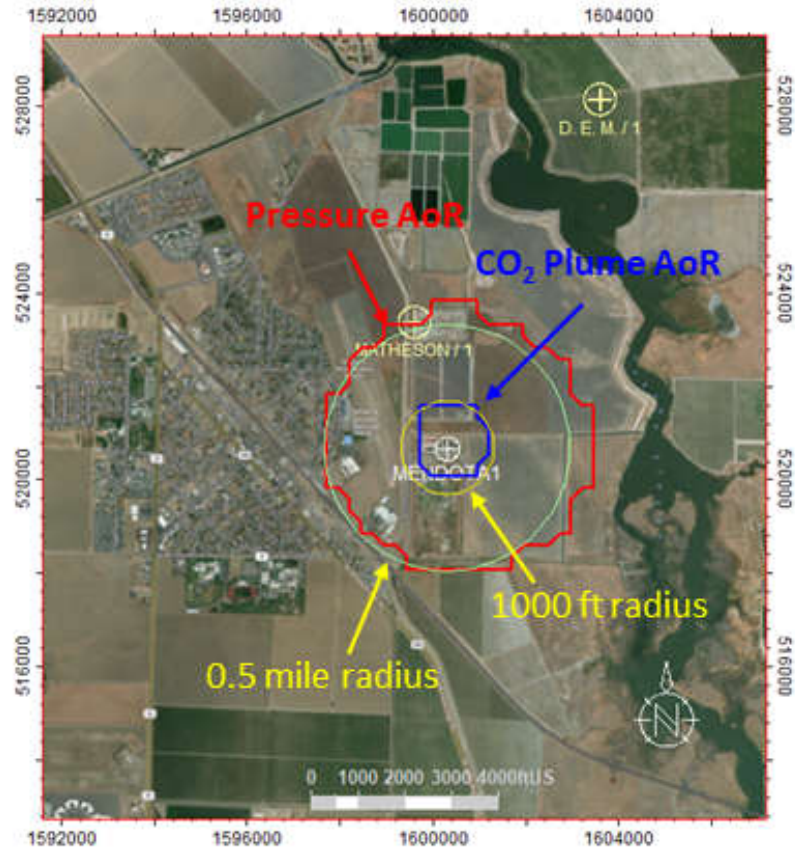 1592000 1596000 1600000 1604000
528000 528000
D. E. M. / 1
Pressure AoR
CO₂ Plume AoR
524000 524000
MATHESON / 1
520000 520000
MENDOTA1
1000 ft radius
0.5 mile radius
516000 516000
N
0 1000 2000 3000 4000ftUS
1592000 1596000 1600000 1604000